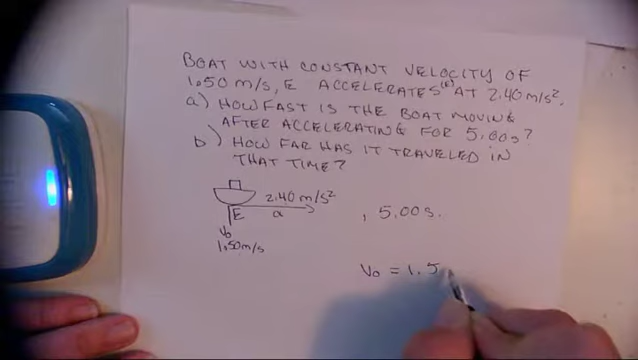 BOAT WITH CONSTANT VELOCITY OF
1.50 m/s, E ACCELERATES(E) AT 2.40 m/s².
a) HOW FAST IS THE BOAT MOVING
AFTER ACCELERATING FOR 5.00s?
b) HOW FAR HAS IT TRAVELED IN
THAT TIME?
2.40 m/s²
E a , 5.00 s.
V₀
1.50 m/s
V₀ = 1.5